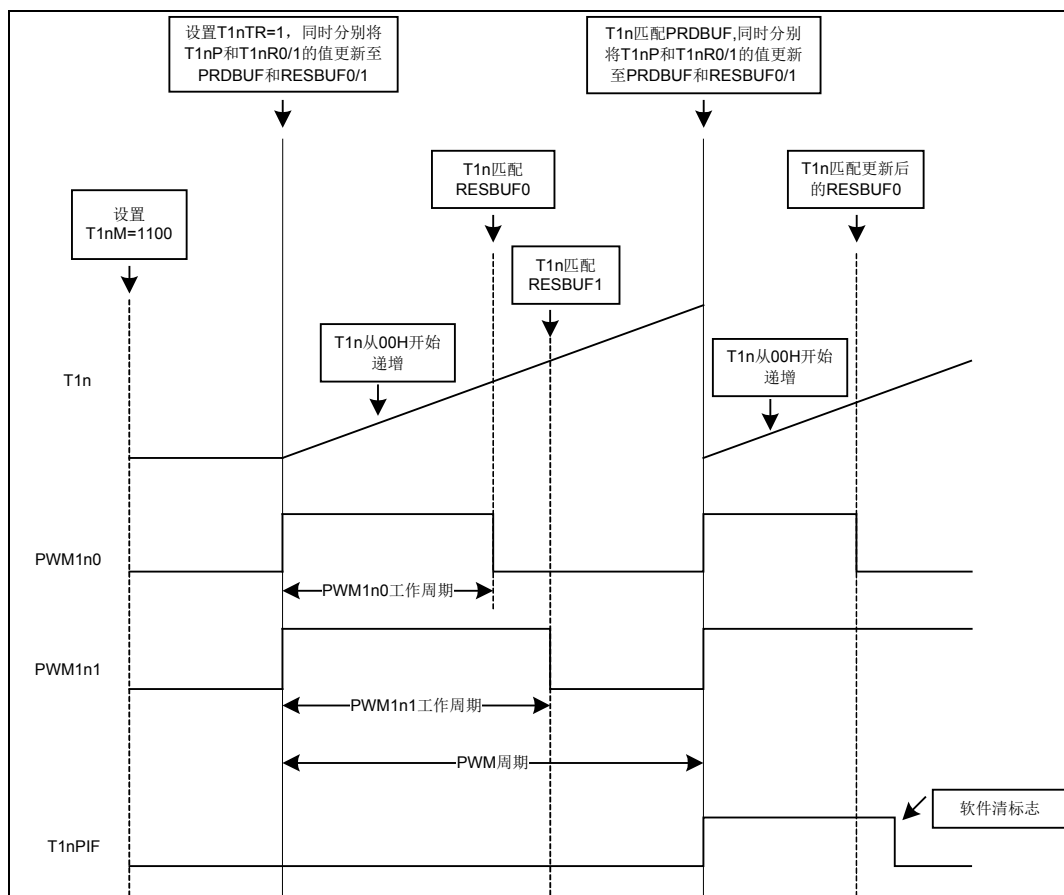 设置T1nTR=1，同时分别将
T1nP和T1nR0/1的值更新至
PRDBUF和RESBUF0/1
T1n匹配PRDBUF,同时分别
将T1nP和T1nR0/1的值更新
至PRDBUF和RESBUF0/1
T1n匹配
RESBUF0
T1n匹配更新后
的RESBUF0
设置
T1nM=1100
T1n匹配
RESBUF1
T1n从00H开始
递增
T1n从00H开始
递增
T1n
PWM1n0
PWM1n0工作周期
PWM1n1
PWM1n1工作周期
PWM周期
软件清标志
T1nPIF